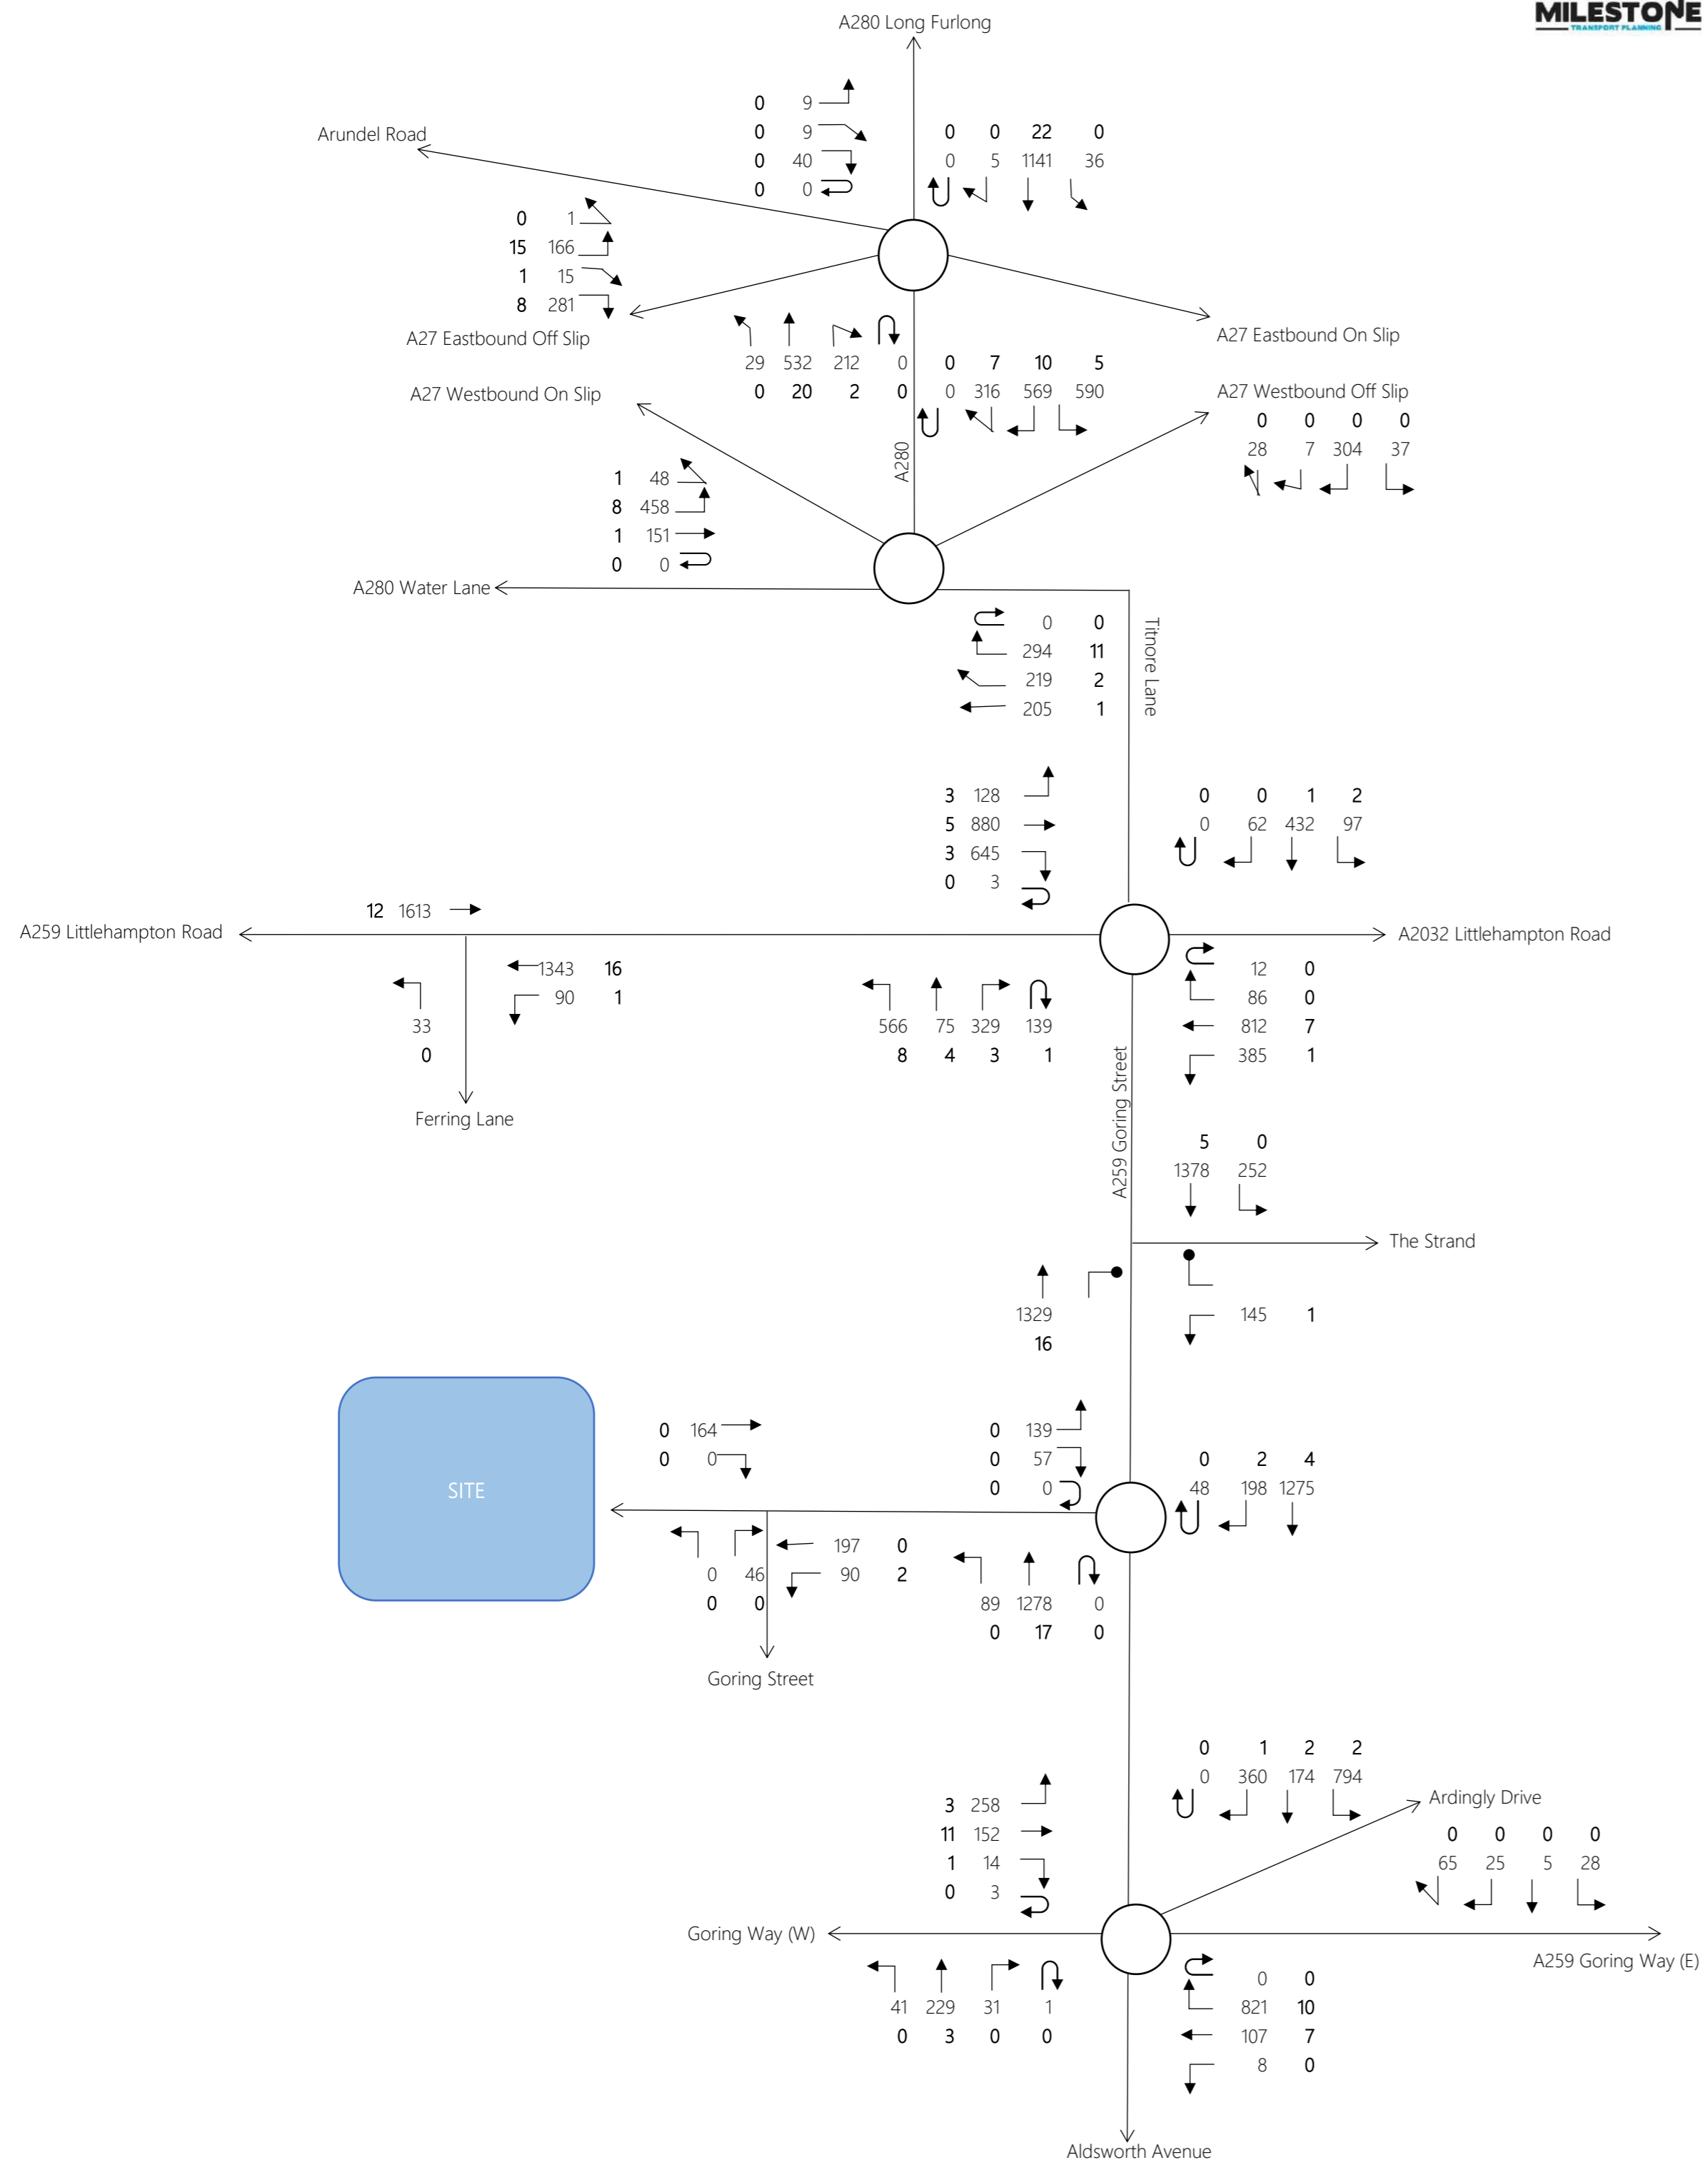 MILESTONE
TRANSPORT PLANNING
A280 Long Furlong
0 9
0 9
0 40
0 0
0 0 22 0
0 5 1141 36
Arundel Road
0 1
15 166
1 15
8 281
A27 Eastbound Off Slip
A27 Eastbound On Slip
29 532 212 0
0 20 2 0
0 7 10 5
0 316 569 590
A27 Westbound On Slip
A27 Westbound Off Slip
0 0 0 0
28 7 304 37
A280
1 48
8 458
1 151
0 0
A280 Water Lane
0 0
294 11
219 2
205 1
Titnore Lane
3 128
5 880
3 645
0 3
0 0 1 2
0 62 432 97
12 1613
A259 Littlehampton Road
A2032 Littlehampton Road
1343 16
90 1
33
0
Ferring Lane
566 75 329 139
8 4 3 1
12 0
86 0
812 7
385 1
A259 Goring Street
5 0
1378 252
The Strand
1329
16
145 1
SITE
0 164
0 0
0 139
0 57
0 0
0 2 4
48 198 1275
197 0
90 2
0 46
0 0
89 1278 0
0 17 0
Goring Street
0 1 2 2
0 360 174 794
3 258
11 152
1 14
0 3
Ardingly Drive
0 0 0 0
65 25 5 28
Goring Way (W)
A259 Goring Way (E)
41 229 31 1
0 3 0 0
0 0
821 10
107 7
8 0
Aldsworth Avenue